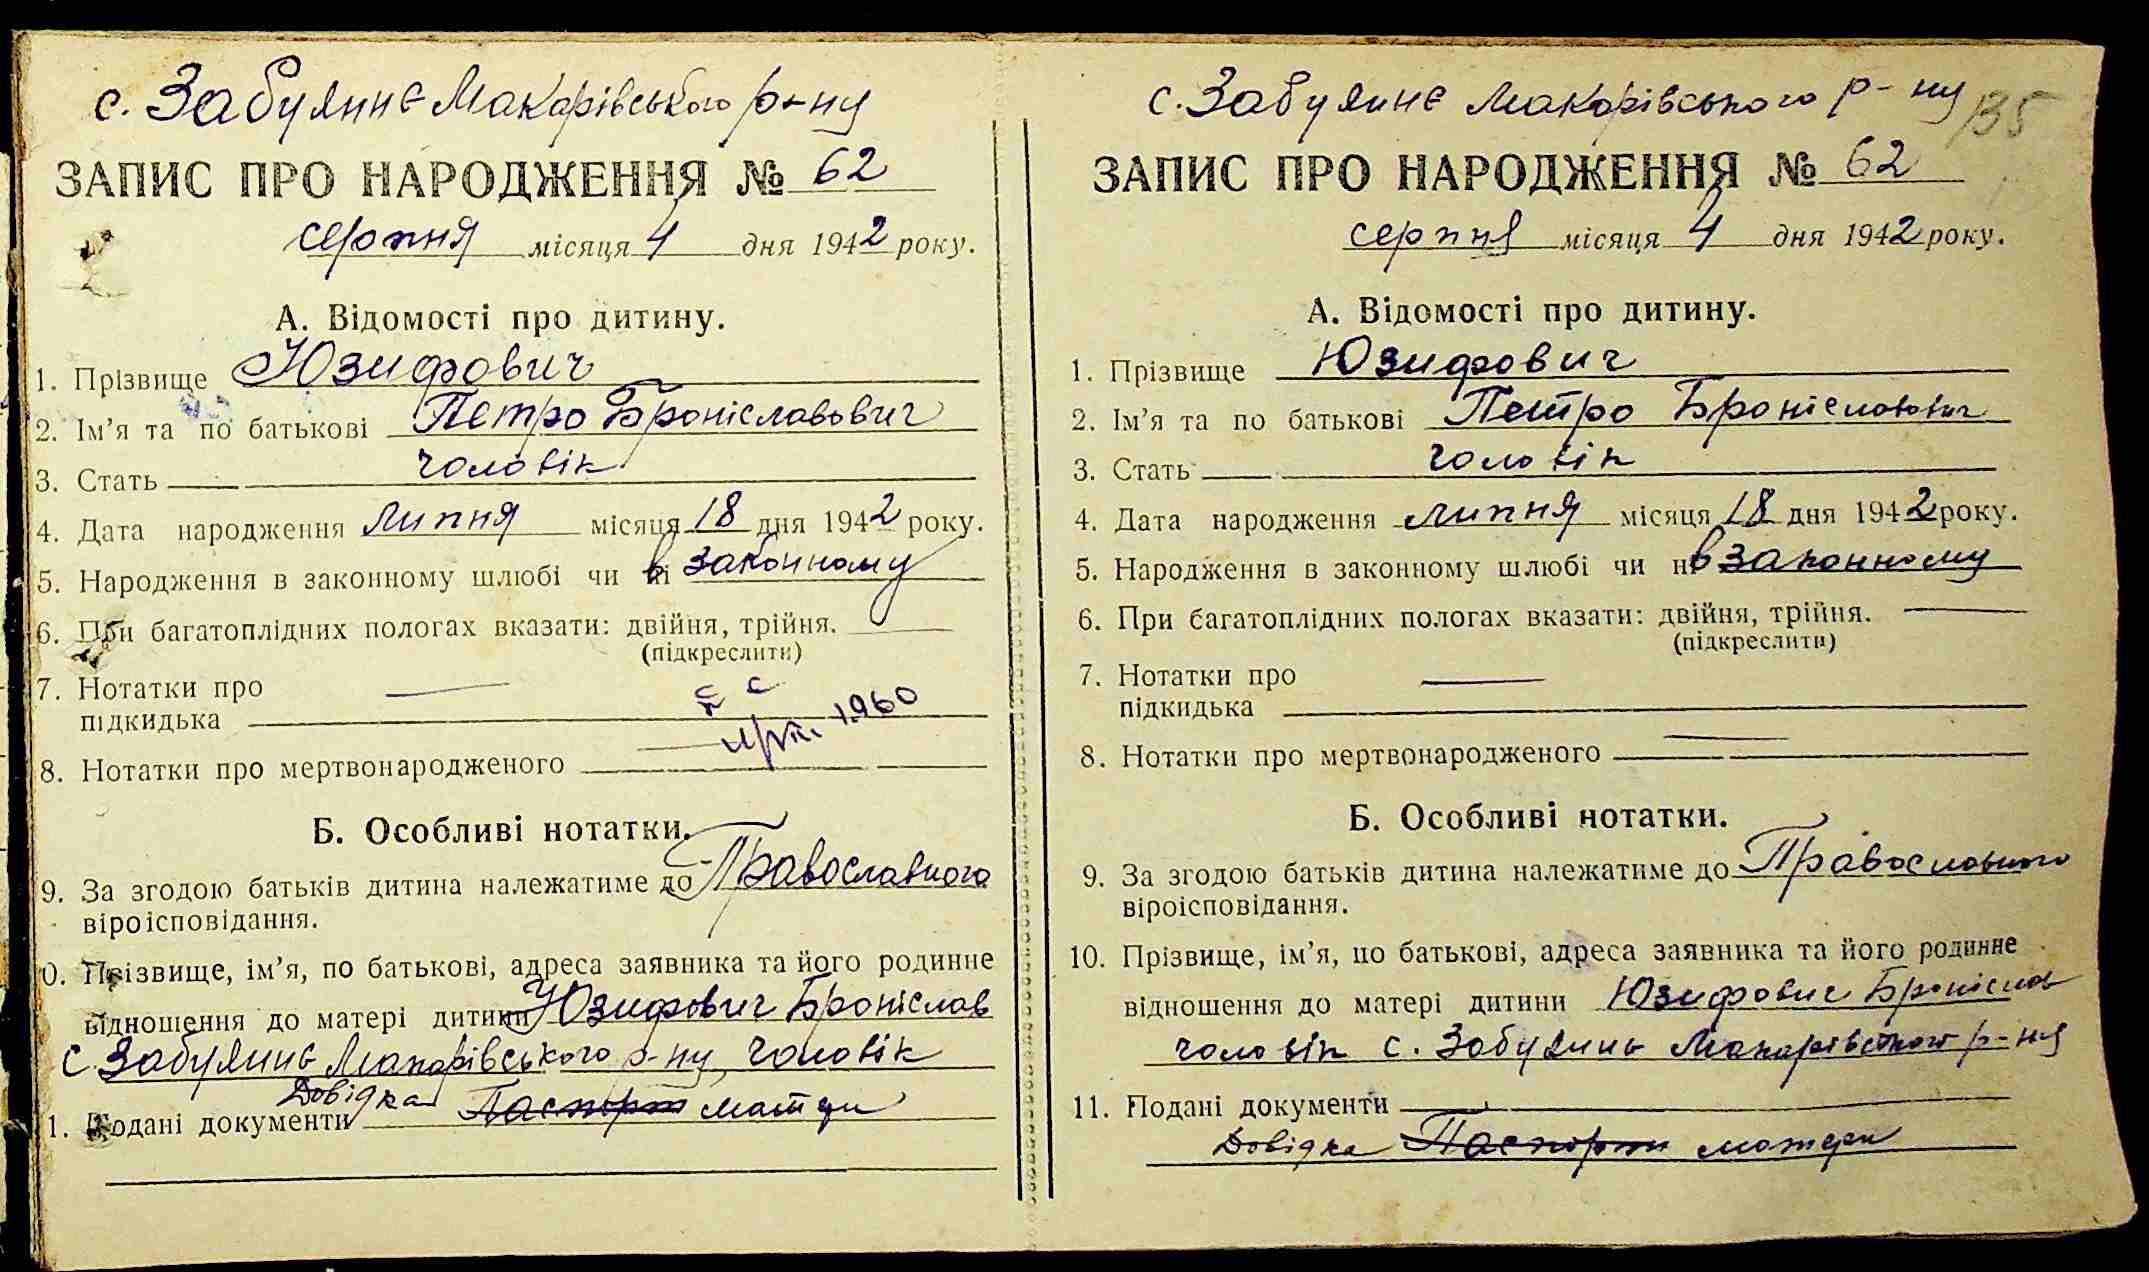 с. Забуянне Макарівського р-ну
ЗАПИС ПРО НАРОДЖЕННЯ № 62
серпня місяця 4 дня 1942 року.
А. Відомості про дитину.
1. Прізвище Юзифович
2. Ім'я та по батькові Петро Броніславович
3. Стать чоловік
4. Дата народження липня місяця 18 дня 1942 року.
5. Народження в законному шлюбі чи ні в законному
6. При багатоплідних пологах вказати: двійня, трійня.
(підкреслити)
7. Нотатки про
підкидька
1960
8. Нотатки про мертвонародженого
Б. Особливі нотатки.
9. За згодою батьків дитина належатиме до Православного
віроісповідання.
0. Прізвище, ім'я, по батькові, адреса заявника та його родинне
відношення до матері дитини Юзифович Броніслав
с Забуянне Макарівського р-ну, чоловік
Довідка
1. Подані документи Паспорт матери
с. Забуянне Макарівського р-ну
135
ЗАПИС ПРО НАРОДЖЕННЯ № 62
серпня місяця 4 дня 1942 року.
А. Відомості про дитину.
1. Прізвище Юзифович
2. Ім'я та по батькові Петро Броніславович
3. Стать чоловік
4. Дата народження липня місяця 18 дня 1942 року.
5. Народження в законному шлюбі чи ні в законному
6. При багатоплідних пологах вказати: двійня, трійня.
(підкреслити)
7. Нотатки про
підкидька
8. Нотатки про мертвонародженого
Б. Особливі нотатки.
9. За згодою батьків дитина належатиме до Православного
віроісповідання.
10. Прізвище, ім'я, по батькові, адреса заявника та його родинне
відношення до матері дитини Юзифович Броніслав
чоловік с. Забуяннь Макарівського р-ну
11. Подані документи
Довідка Паспорт матери